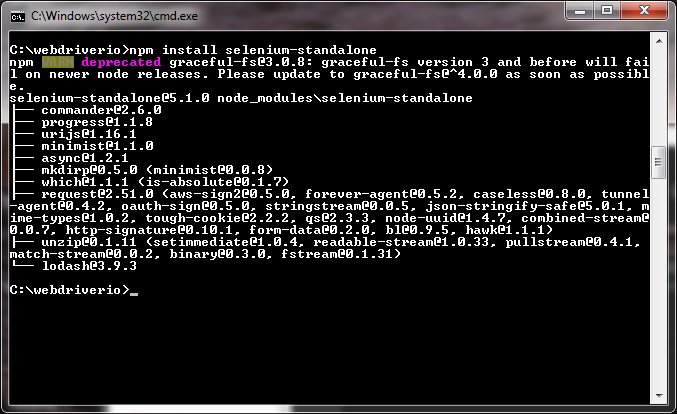 C:\Windows\system32\cmd.exe
C:\webdriverio>npm install selenium-standalone
npm WARN deprecated graceful-fs@3.0.8: graceful-fs version 3 and before will fai
l on newer node releases. Please update to graceful-fs@^4.0.0 as soon as possibl
e.
selenium-standalone@5.1.0 node_modules\selenium-standalone
├── commander@2.6.0
├── progress@1.1.8
├── urijs@1.16.1
├── minimist@1.1.0
├── async@1.2.1
├── mkdirp@0.5.0 (minimist@0.0.8)
├── which@1.1.1 (is-absolute@0.1.7)
├── request@2.51.0 (aws-sign2@0.5.0, forever-agent@0.5.2, caseless@0.8.0, tunnel
-agent@0.4.2, oauth-sign@0.5.0, stringstream@0.0.5, json-stringify-safe@5.0.1, m
ime-types@1.0.2, tough-cookie@2.2.2, qs@2.3.3, node-uuid@1.4.7, combined-stream@
0.0.7, http-signature@0.10.1, form-data@0.2.0, bl@0.9.5, hawk@1.1.1)
├── unzip@0.1.11 (setimmediate@1.0.4, readable-stream@1.0.33, pullstream@0.4.1,
match-stream@0.0.2, binary@0.3.0, fstream@0.1.31)
└── lodash@3.9.3
C:\webdriverio>_